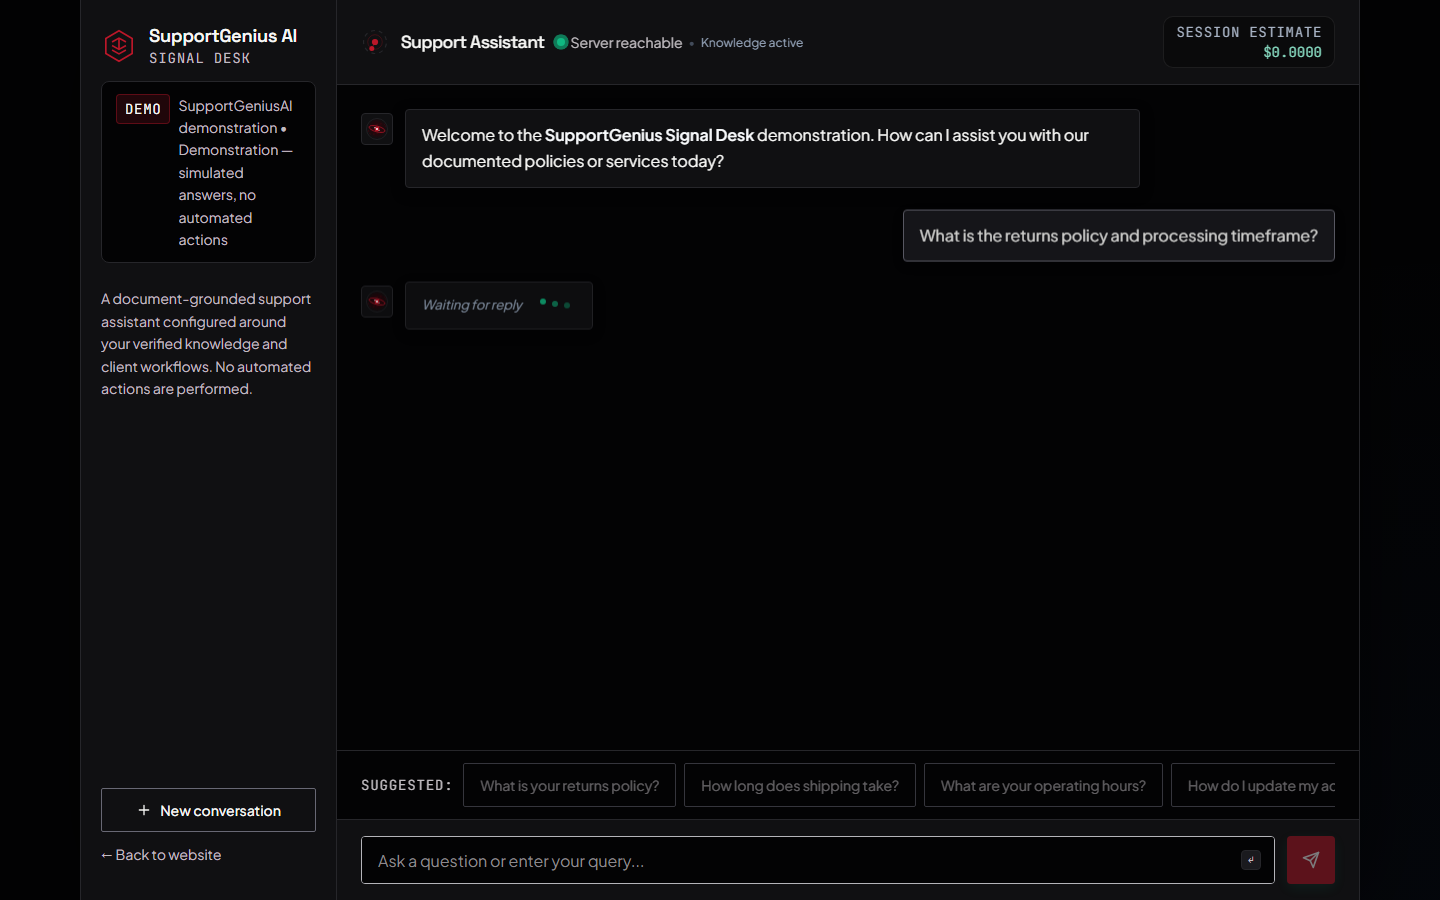 SupportGenius AI
SIGNAL DESK
DEMO
SupportGeniusAI
demonstration •
Demonstration —
simulated
answers, no
automated
actions
A document-grounded support
assistant configured around
your verified knowledge and
client workflows. No automated
actions are performed.
+ New conversation
← Back to website
Support Assistant
Server reachable • Knowledge active
SESSION ESTIMATE
$0.0000
Welcome to the SupportGenius Signal Desk demonstration. How can I assist you with our
documented policies or services today?
What is the returns policy and processing timeframe?
Waiting for reply
SUGGESTED:
What is your returns policy?
How long does shipping take?
What are your operating hours?
How do I update my ac
Ask a question or enter your query...
↵